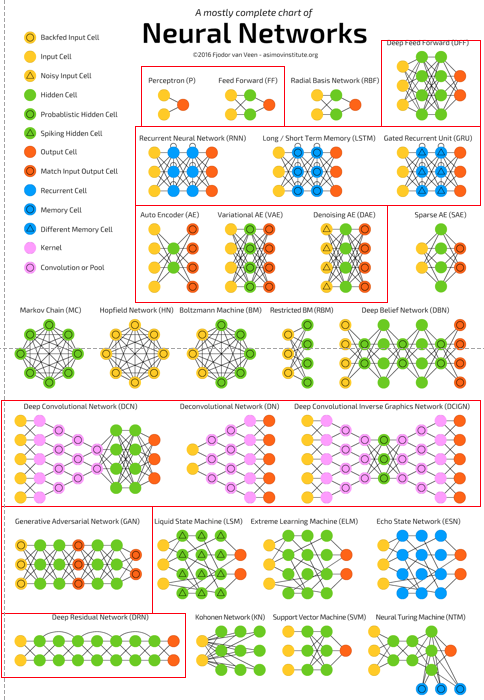 A mostly complete chart of
Neural Networks
©2016 Fjodor van Veen - asimovinstitute.org
Backfed Input Cell
Input Cell
Noisy Input Cell
Hidden Cell
Probablistic Hidden Cell
Spiking Hidden Cell
Output Cell
Match Input Output Cell
Recurrent Cell
Memory Cell
Different Memory Cell
Kernel
Convolution or Pool
Deep Feed Forward (DFF)
Perceptron (P)
Feed Forward (FF)
Radial Basis Network (RBF)
Recurrent Neural Network (RNN)
Long / Short Term Memory (LSTM)
Gated Recurrent Unit (GRU)
Auto Encoder (AE)
Variational AE (VAE)
Denoising AE (DAE)
Sparse AE (SAE)
Markov Chain (MC)
Hopfield Network (HN)
Boltzmann Machine (BM)
Restricted BM (RBM)
Deep Belief Network (DBN)
Deep Convolutional Network (DCN)
Deconvolutional Network (DN)
Deep Convolutional Inverse Graphics Network (DCIGN)
Generative Adversarial Network (GAN)
Liquid State Machine (LSM)
Extreme Learning Machine (ELM)
Echo State Network (ESN)
Deep Residual Network (DRN)
Kohonen Network (KN)
Support Vector Machine (SVM)
Neural Turing Machine (NTM)